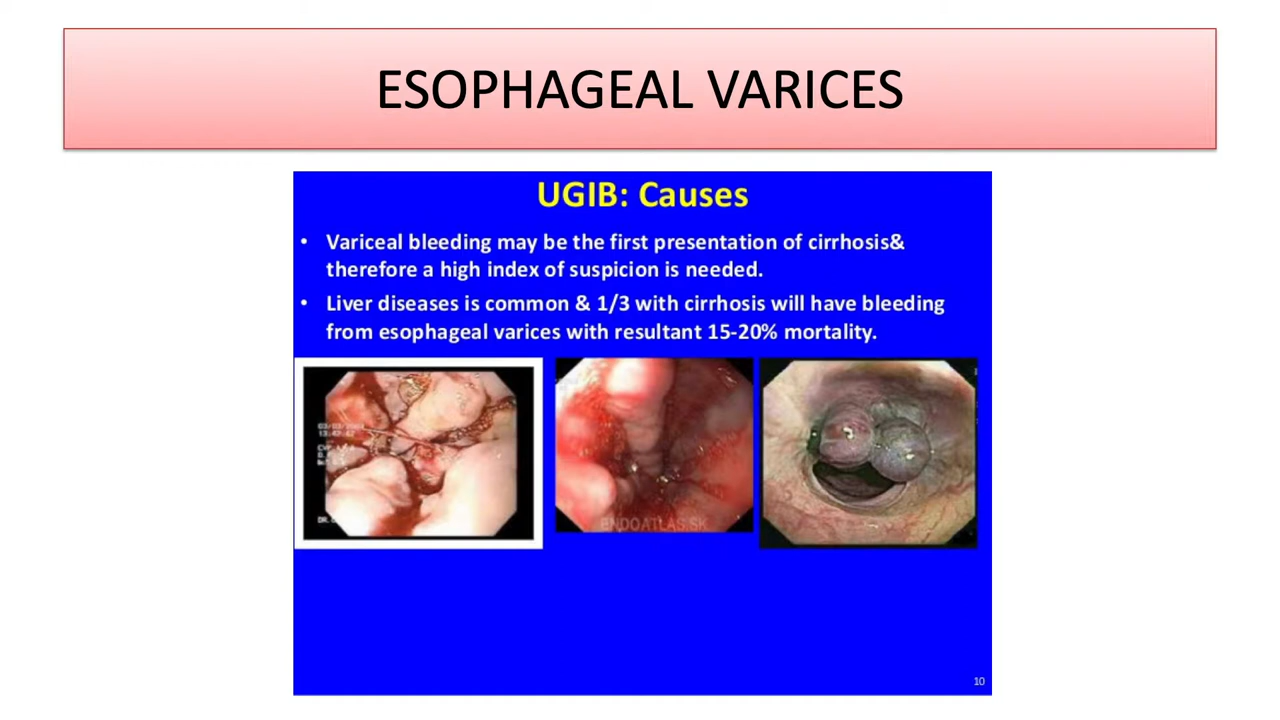 ESOPHAGEAL VARICES
UGIB: Causes
• Variceal bleeding may be the first presentation of cirrhosis&
therefore a high index of suspicion is needed.
• Liver diseases is common & 1/3 with cirrhosis will have bleeding
from esophageal varices with resultant 15-20% mortality.
ENDOATLAS.SK
10